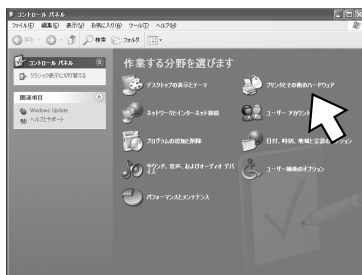 コントロール パネル
ファイル(F) 編集(E) 表示(V) お気に入り(A) ツール(T) ヘルプ(H)
戻る 検索 フォルダ
コントロール パネル
クラシック表示に切り替える
関連項目
Windows Update
ヘルプとサポート
作業する分野を選びます
デスクトップの表示とテーマ
プリンタとその他のハードウェア
ネットワークとインターネット接続
ユーザー アカウント
プログラムの追加と削除
日付、時刻、地域と言語のオプション
サウンド、音声、およびオーディオ デバイス
ユーザー補助のオプション
パフォーマンスとメンテナンス